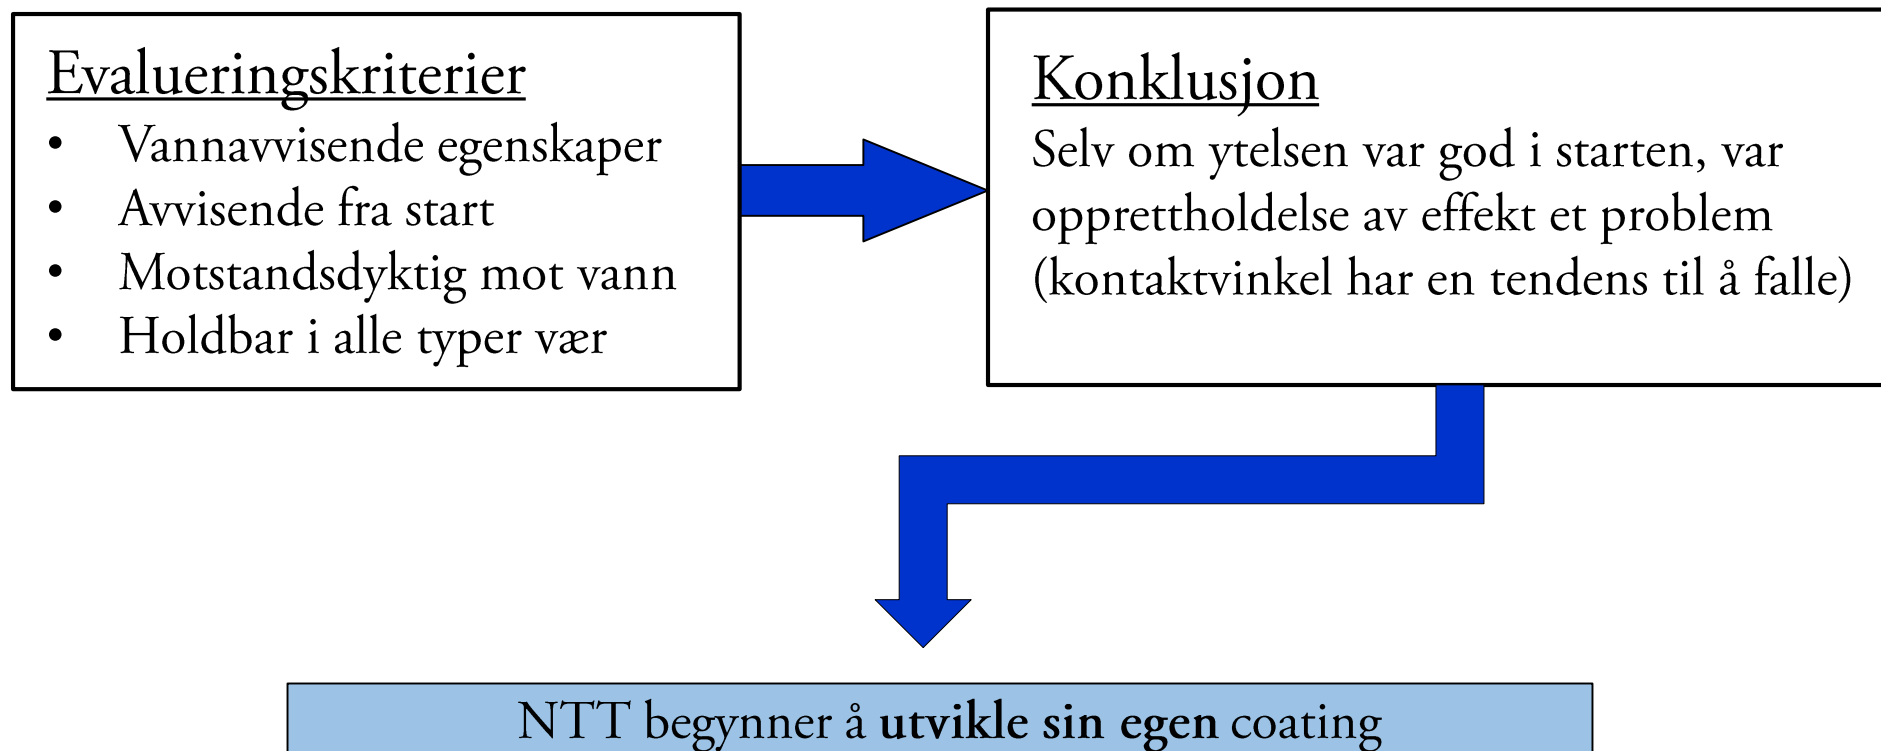 Evalueringskriterier
• Vannavvisende egenskaper
• Avvisende fra start
• Motstandsdyktig mot vann
• Holdbar i alle typer vær
Konklusjon
Selv om ytelsen var god i starten, var
opprettholdelse av effekt et problem
(kontaktvinkel har en tendens til å falle)
NTT begynner å utvikle sin egen coating